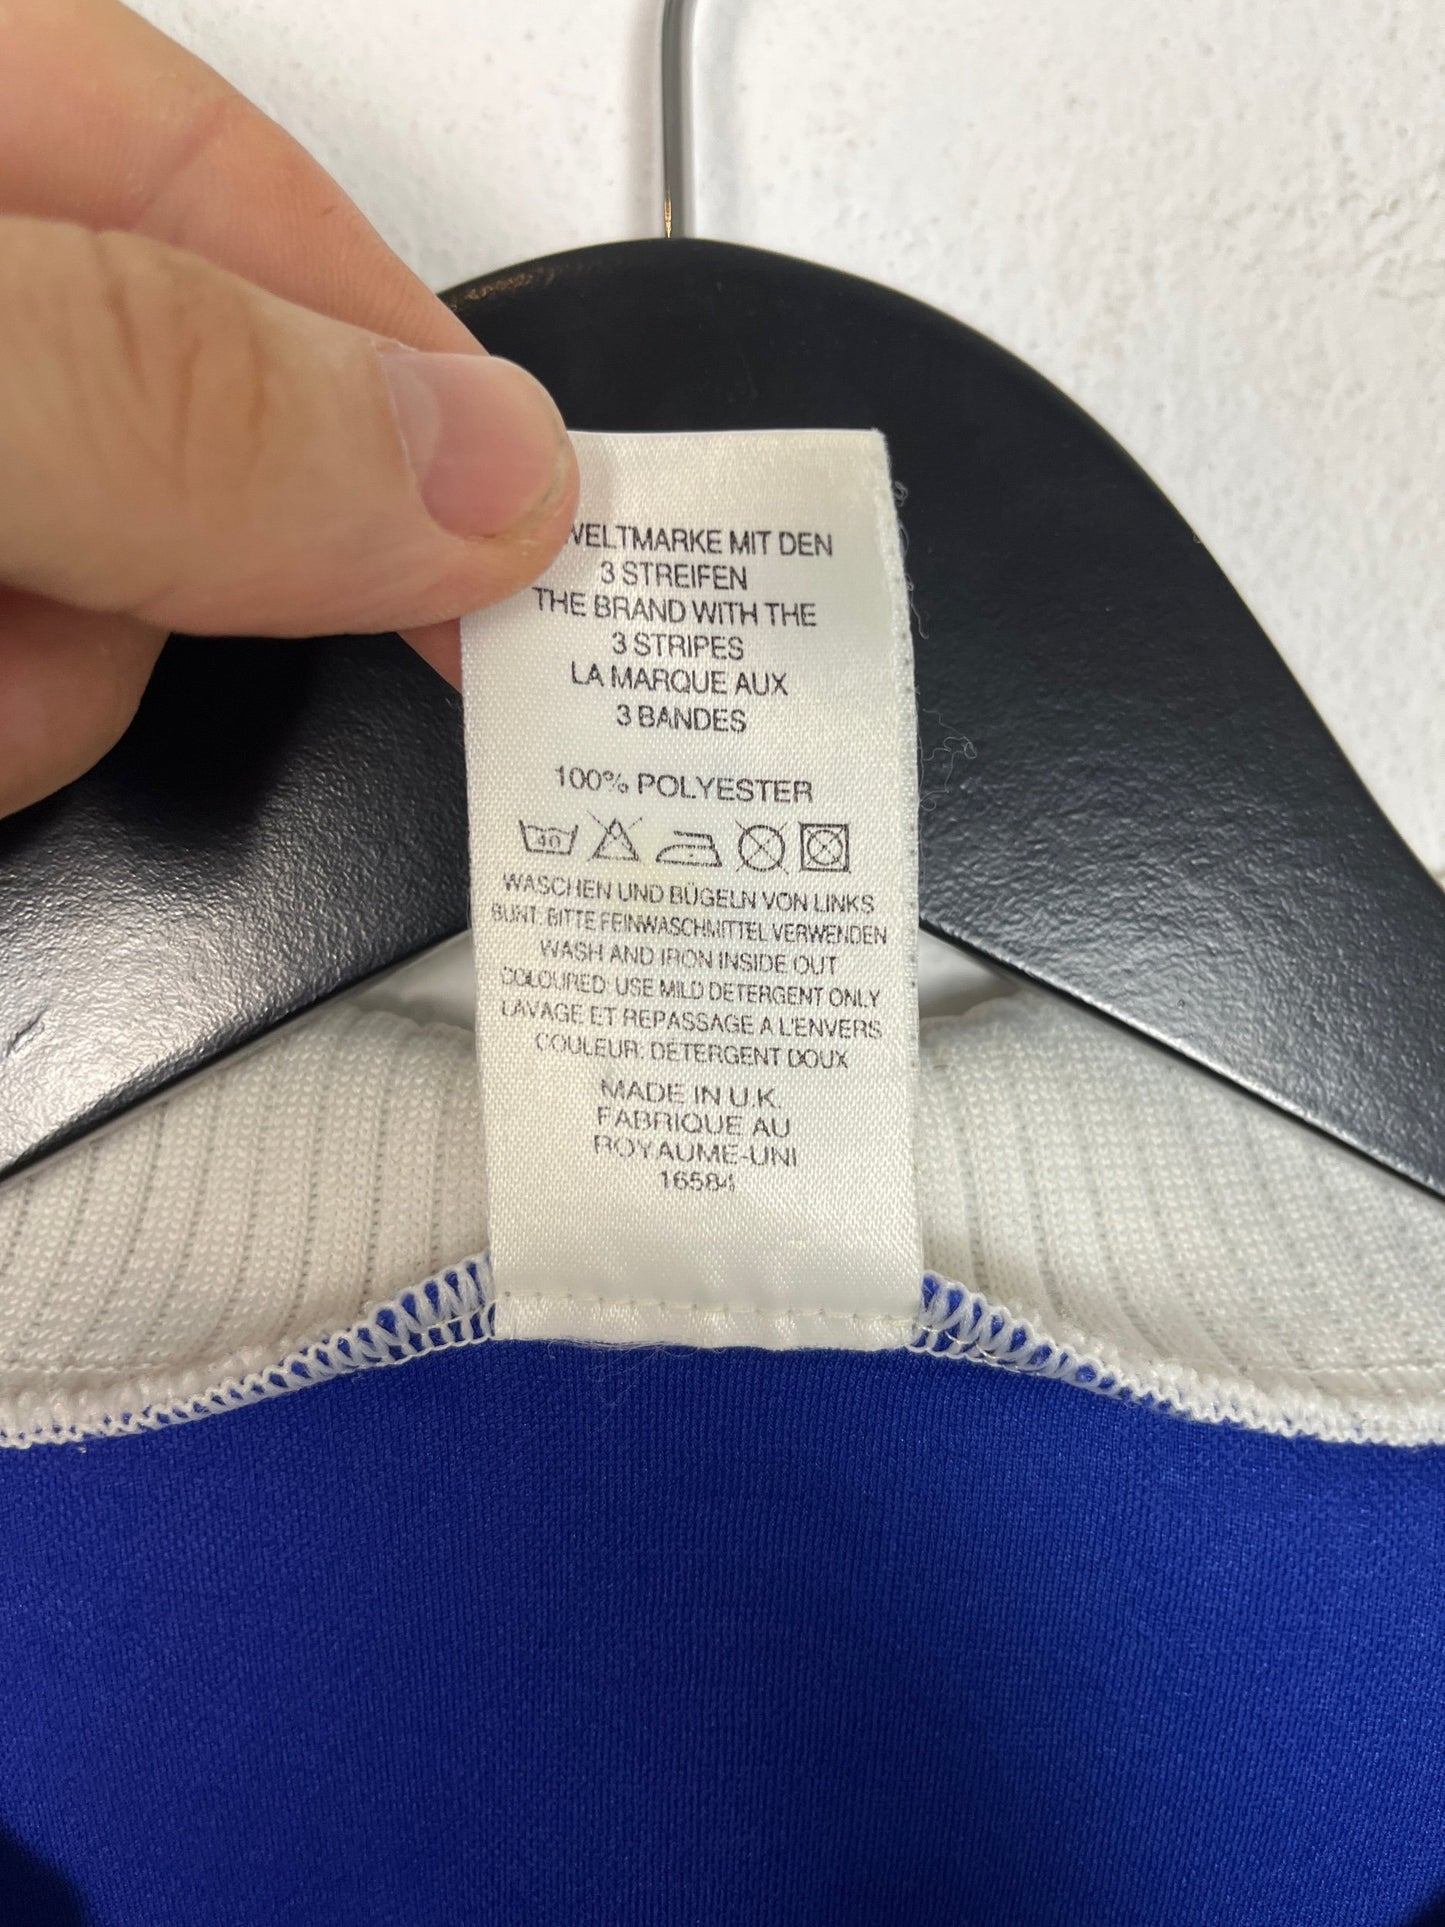 WELTMARKE MIT DEN
3 STREIFEN
THE BRAND WITH THE
3 STRIPES
LA MARQUE AUX
3 BANDES
100% POLYESTER
40
WASCHEN UND BÜGELN VON LINKS
BUNT: BITTE FEINWASCHMITTEL VERWENDEN
WASH AND IRON INSIDE OUT
COLOURED: USE MILD DETERGENT ONLY
LAVAGE ET REPASSAGE A L'ENVERS
COULEUR: DETERGENT DOUX
MADE IN U.K.
FABRIQUE AU
ROYAUME-UNI
16584